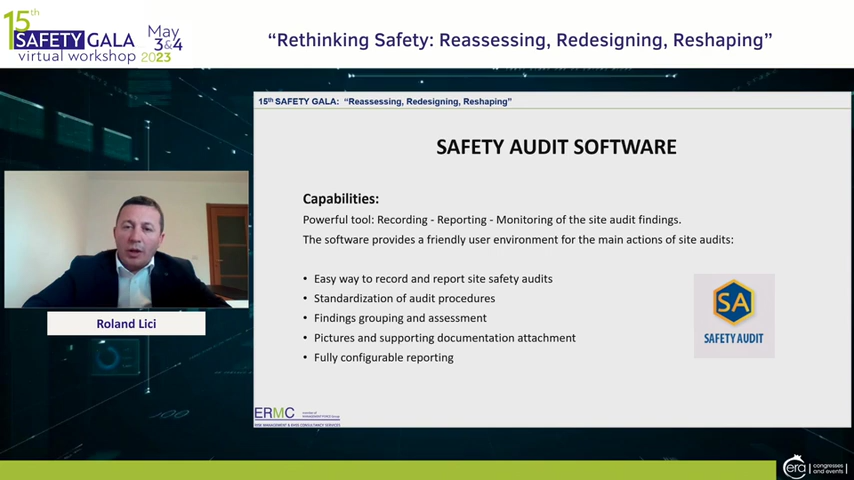 15th
SAFETY GALA
virtual workshop
May
3&4
2023
“Rethinking Safety: Reassessing, Redesigning, Reshaping”
15th SAFETY GALA: “Reassessing, Redesigning, Reshaping”
SAFETY AUDIT SOFTWARE
Capabilities:
Powerful tool: Recording - Reporting - Monitoring of the site audit findings.
The software provides a friendly user environment for the main actions of site audits:
• Easy way to record and report site safety audits
• Standardization of audit procedures
• Findings grouping and assessment
• Pictures and supporting documentation attachment
• Fully configurable reporting
SA
SAFETY AUDIT
Roland Lici
ERMC
RISK MANAGEMENT & HSSE CONSULTANCY SERVICES
era
congresses
and events